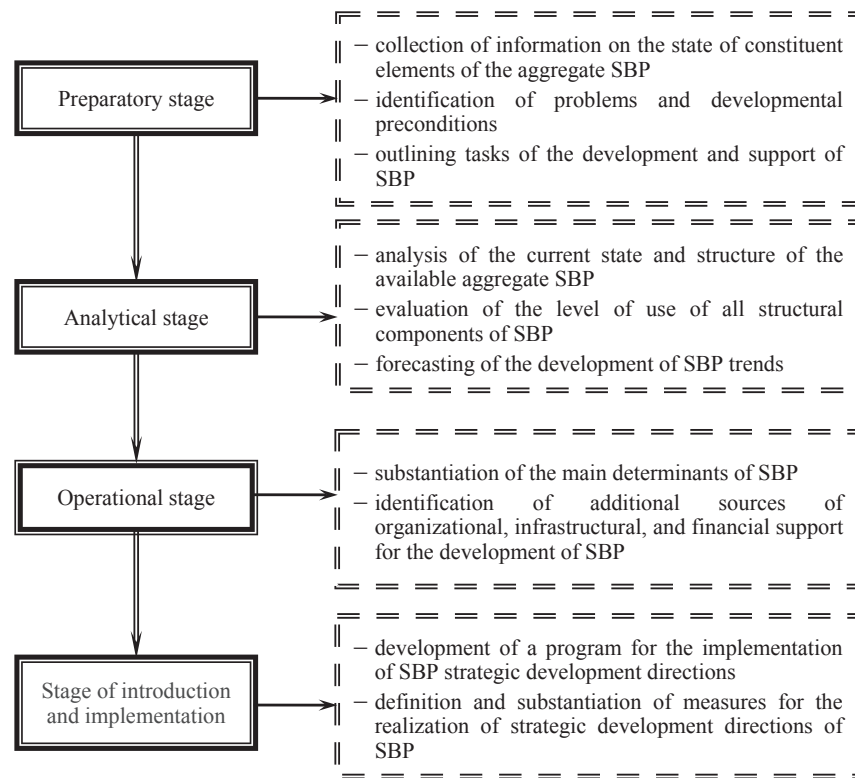 Preparatory stage
– collection of information on the state of constituent
elements of the aggregate SBP
– identification of problems and developmental
preconditions
– outlining tasks of the development and support of
SBP
Analytical stage
– analysis of the current state and structure of the
available aggregate SBP
– evaluation of the level of use of all structural
components of SBP
– forecasting of the development of SBP trends
Operational stage
– substantiation of the main determinants of SBP
– identification of additional sources of
organizational, infrastructural, and financial support
for the development of SBP
Stage of introduction
and implementation
– development of a program for the implementation
of SBP strategic development directions
– definition and substantiation of measures for the
realization of strategic development directions of
SBP